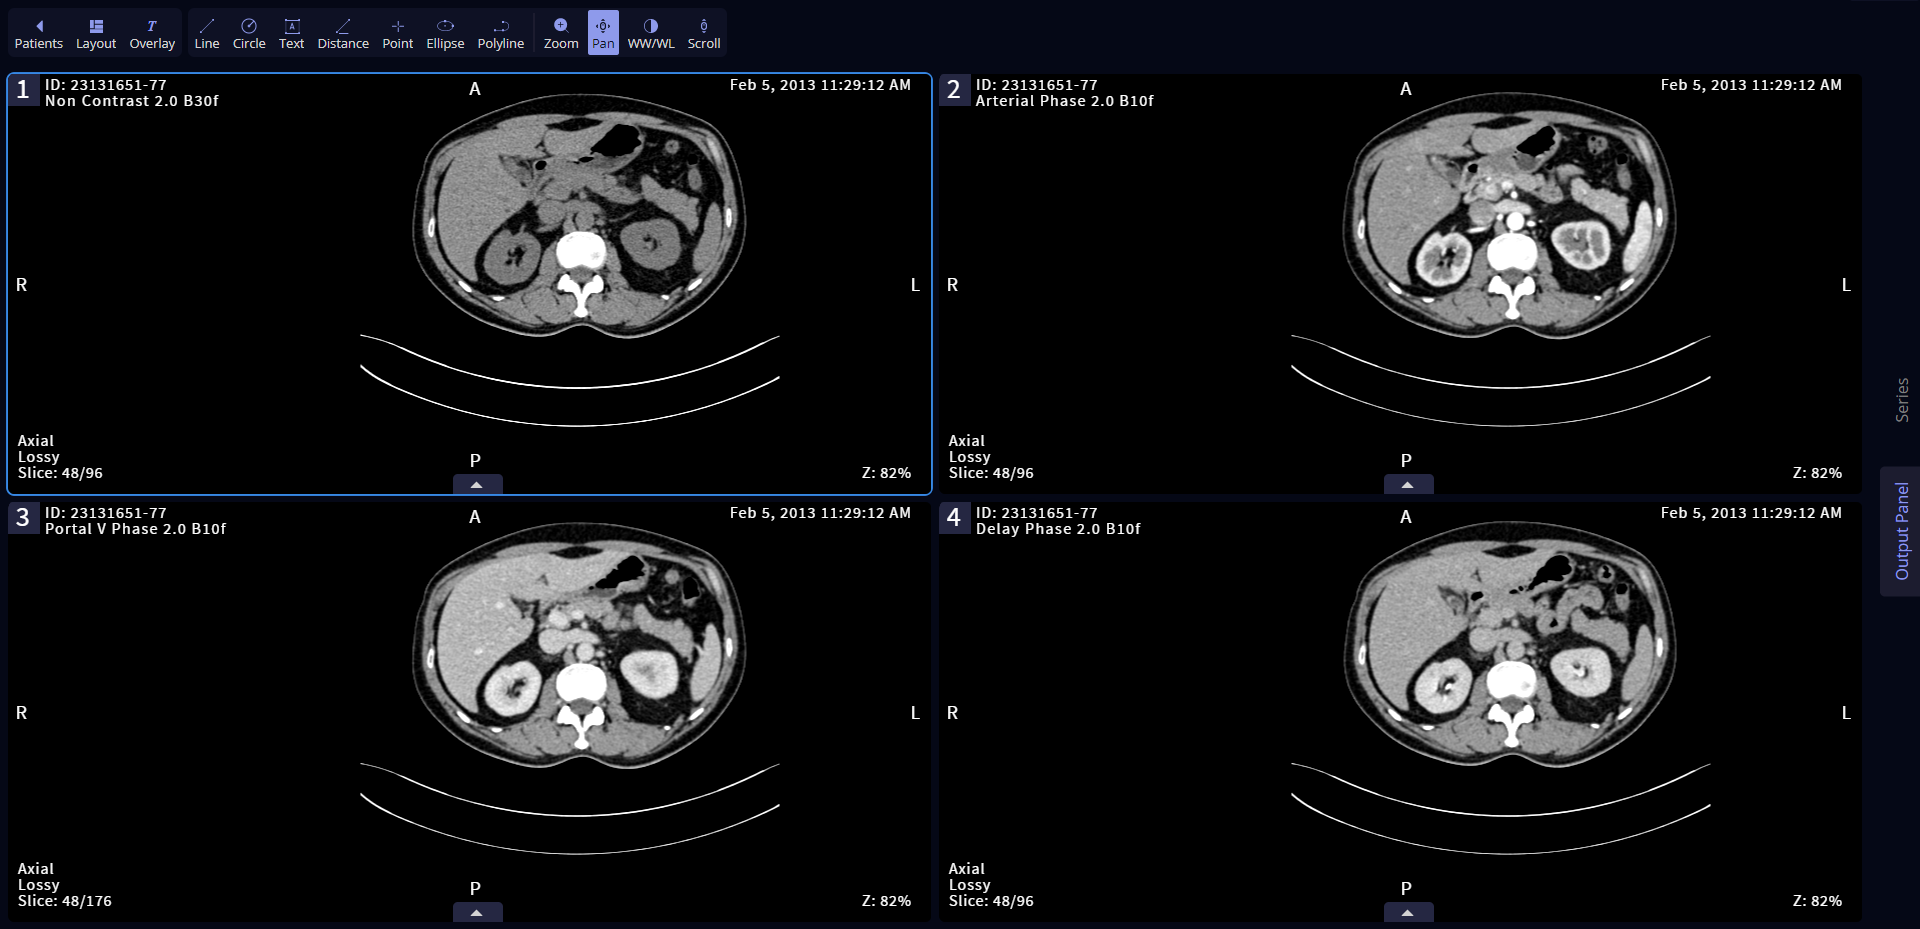 Patients Layout Overlay Line Circle Text Distance Point Ellipse Polyline Zoom Pan WW/WL Scroll
1
ID: 23131651-77
Non Contrast 2.0 B30f
A
Feb 5, 2013 11:29:12 AM
R
L
Axial
Lossy
Slice: 48/96
P
Z: 82%
2
ID: 23131651-77
Arterial Phase 2.0 B10f
A
Feb 5, 2013 11:29:12 AM
R
L
Axial
Lossy
Slice: 48/96
P
Z: 82%
3
ID: 23131651-77
Portal V Phase 2.0 B10f
A
Feb 5, 2013 11:29:12 AM
R
L
Axial
Lossy
Slice: 48/176
P
Z: 82%
4
ID: 23131651-77
Delay Phase 2.0 B10f
A
Feb 5, 2013 11:29:12 AM
R
L
Axial
Lossy
Slice: 48/96
P
Z: 82%
Series
Output Panel